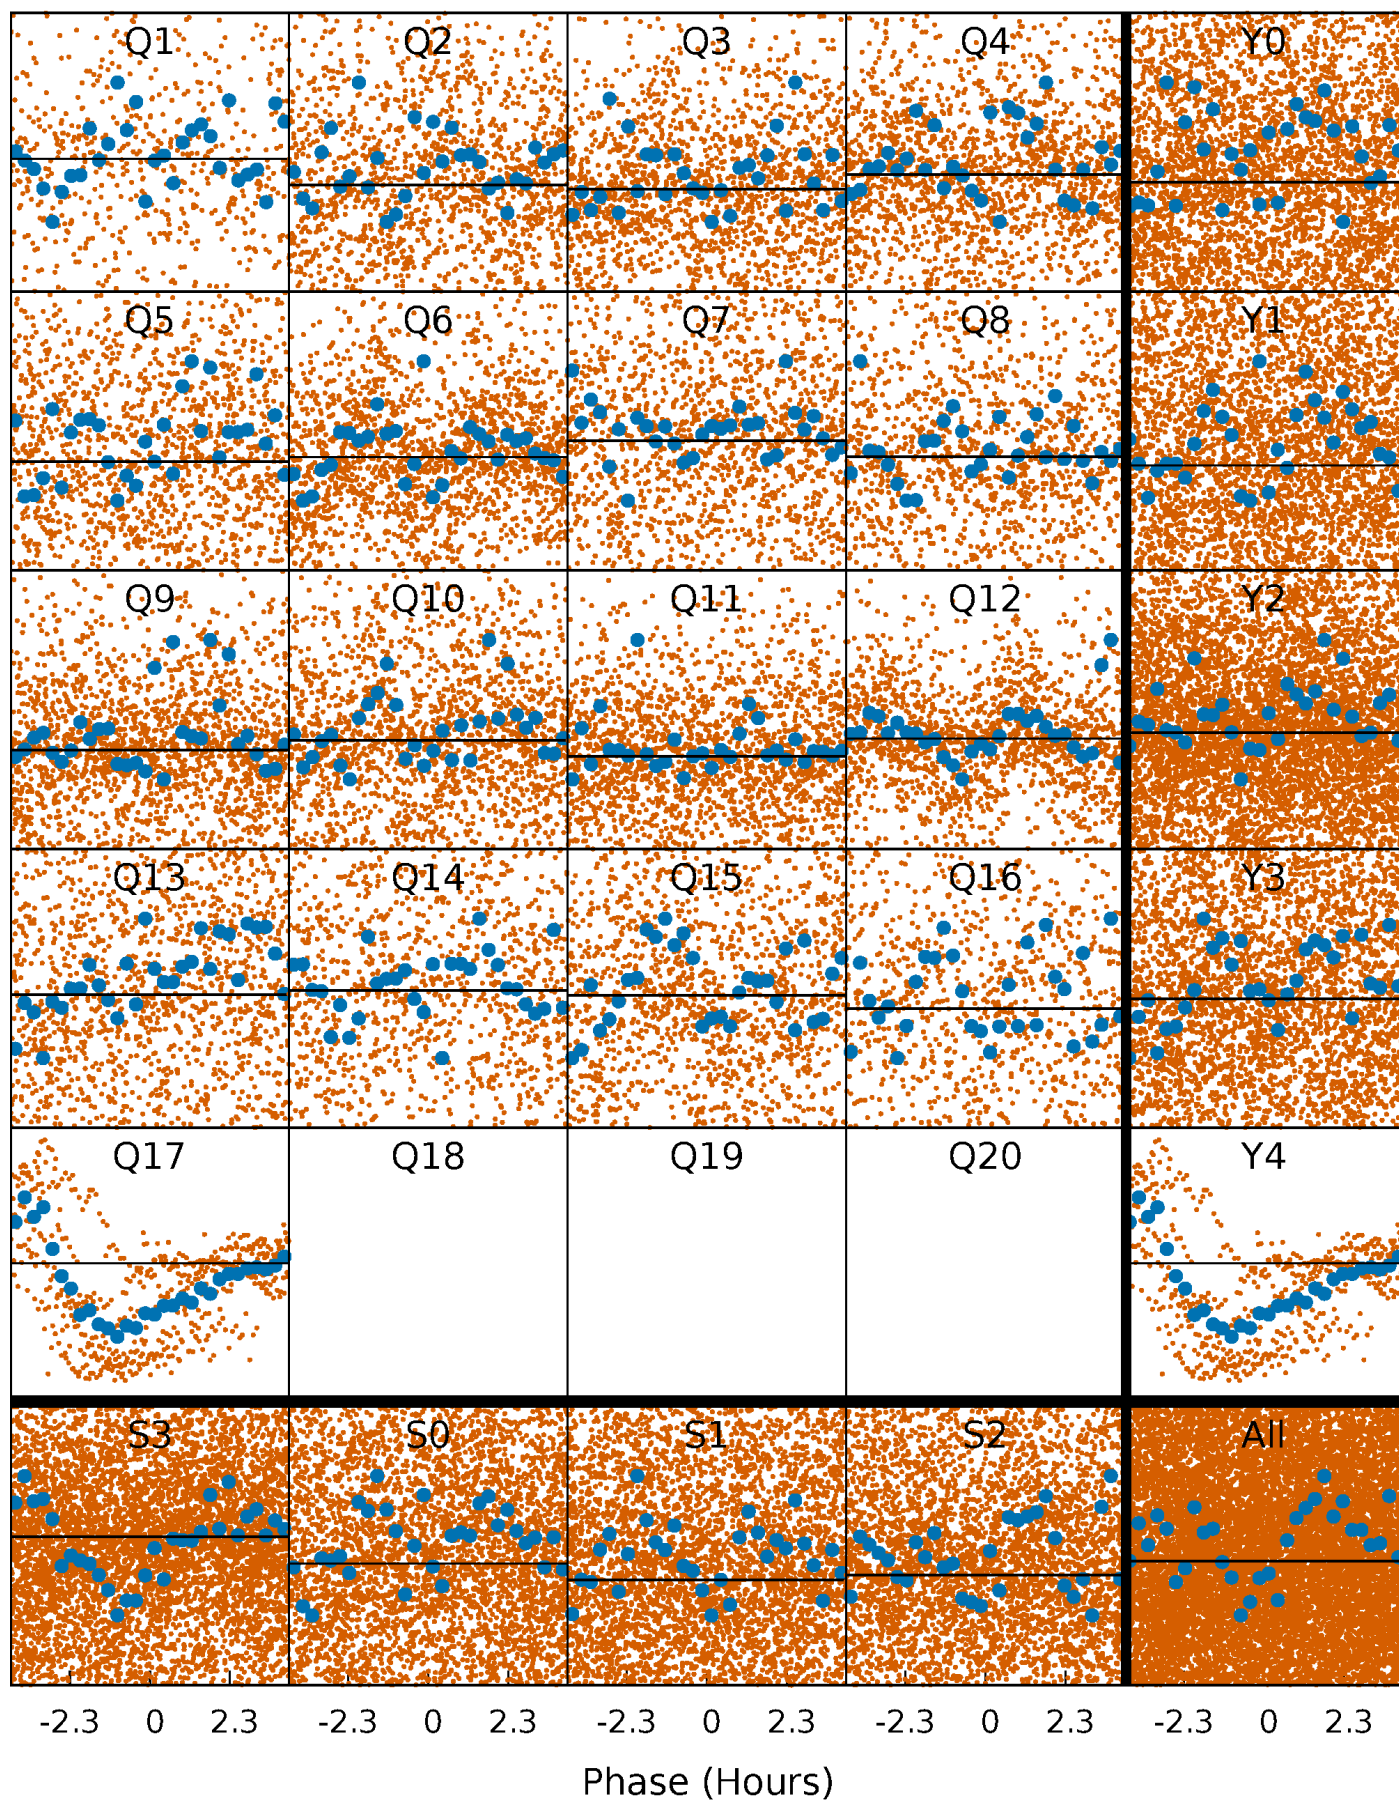 Q1 Q2 Q3 Q4 Y0
Q5 Q6 Q7 Q8 Y1
Q9 Q10 Q11 Q12 Y2
Q13 Q14 Q15 Q16 Y3
Q17 Q18 Q19 Q20 Y4
S3 S0 S1 S2 All
-2.3 0 2.3 -2.3 0 2.3 -2.3 0 2.3 -2.3 0 2.3 -2.3 0 2.3
Phase (Hours)